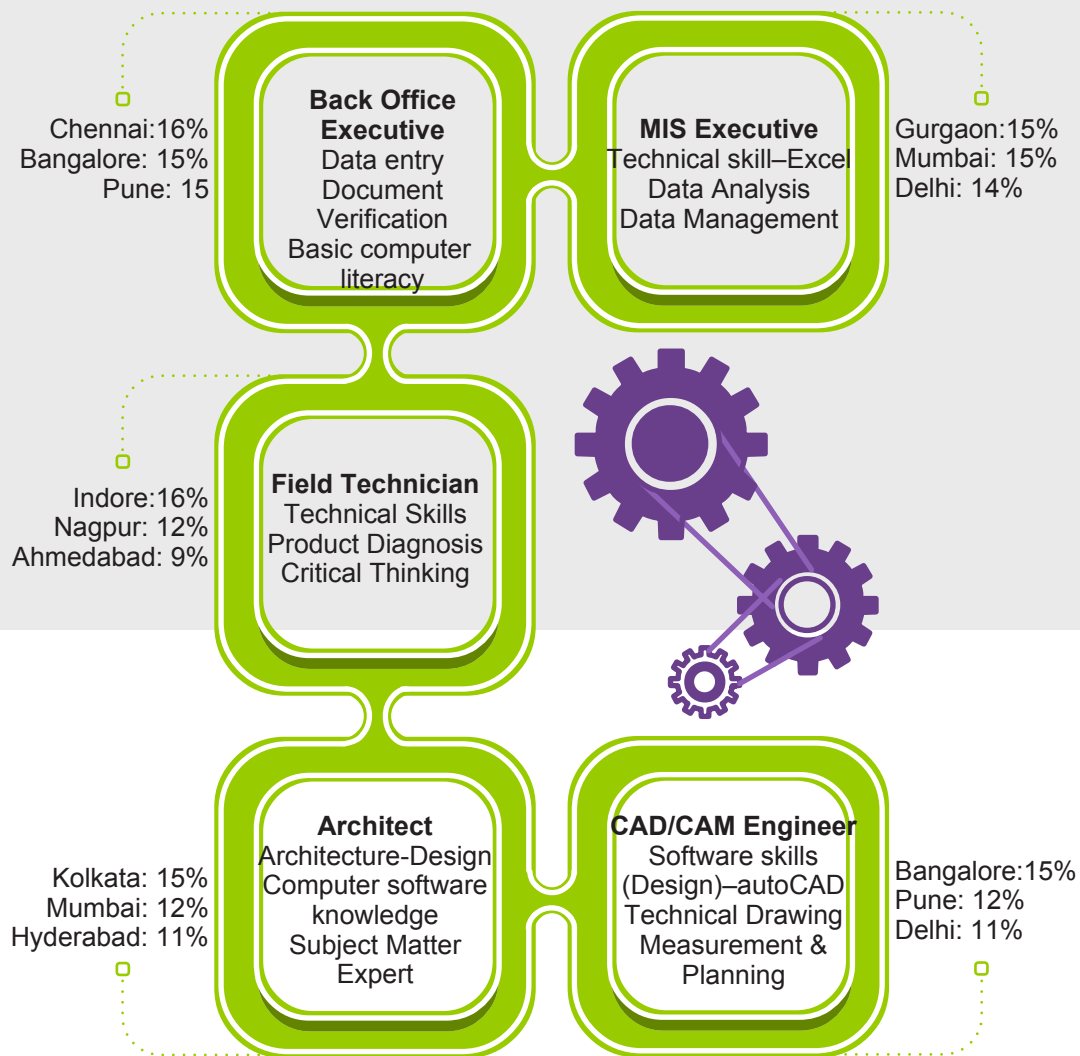 Chennai:16%
Bangalore: 15%
Pune: 15
Back Office
Executive
Data entry
Document
Verification
Basic computer
literacy
MIS Executive
Technical skill–Excel
Data Analysis
Data Management
Gurgaon:15%
Mumbai: 15%
Delhi: 14%
Indore:16%
Nagpur: 12%
Ahmedabad: 9%
Field Technician
Technical Skills
Product Diagnosis
Critical Thinking
Kolkata: 15%
Mumbai: 12%
Hyderabad: 11%
Architect
Architecture-Design
Computer software
knowledge
Subject Matter
Expert
CAD/CAM Engineer
Software skills
(Design)–autoCAD
Technical Drawing
Measurement &
Planning
Bangalore:15%
Pune: 12%
Delhi: 11%